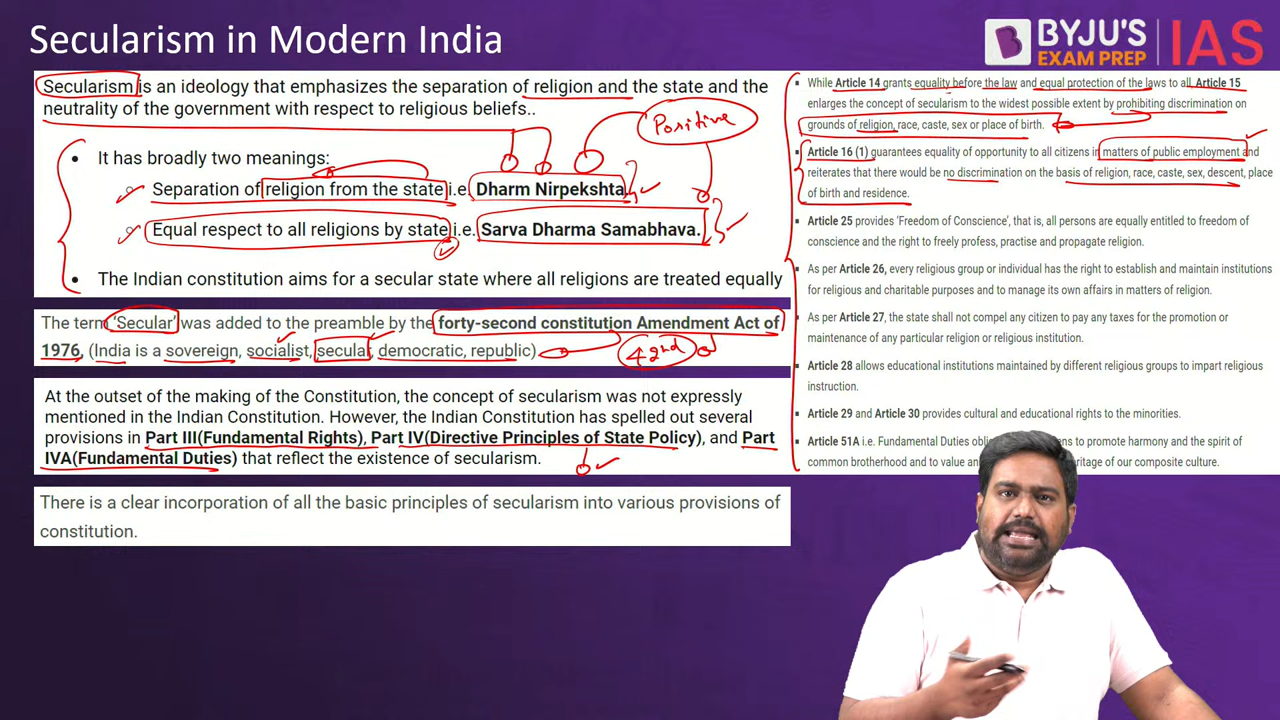 Secularism in Modern India
BYJU'S
EXAM PREP
IAS
Secularism is an ideology that emphasizes the separation of religion and the state and the
neutrality of the government with respect to religious beliefs..
Positive
It has broadly two meanings:
Separation of religion from the state i.e. Dharm Nirpekshta.
Equal respect to all religions by state i.e. Sarva Dharma Samabhava.
The Indian constitution aims for a secular state where all religions are treated equally
The term 'Secular' was added to the preamble by the forty-second constitution Amendment Act of
1976, (India is a sovereign, socialist, secular, democratic, republic)
42nd
At the outset of the making of the Constitution, the concept of secularism was not expressly
mentioned in the Indian Constitution. However, the Indian Constitution has spelled out several
provisions in Part III(Fundamental Rights), Part IV(Directive Principles of State Policy), and Part
IVA(Fundamental Duties) that reflect the existence of secularism.
There is a clear incorporation of all the basic principles of secularism into various provisions of
constitution.
While Article 14 grants equality before the law and equal protection of the laws to all, Article 15
enlarges the concept of secularism to the widest possible extent by prohibiting discrimination on
grounds of religion, race, caste, sex or place of birth.
Article 16 (1) guarantees equality of opportunity to all citizens in matters of public employment and
reiterates that there would be no discrimination on the basis of religion, race, caste, sex, descent, place
of birth and residence.
Article 25 provides 'Freedom of Conscience', that is, all persons are equally entitled to freedom of
conscience and the right to freely profess, practise and propagate religion.
As per Article 26, every religious group or individual has the right to establish and maintain institutions
for religious and charitable purposes and to manage its own affairs in matters of religion.
As per Article 27, the state shall not compel any citizen to pay any taxes for the promotion or
maintenance of any particular religion or religious institution.
Article 28 allows educational institutions maintained by different religious groups to impart religious
instruction.
Article 29 and Article 30 provides cultural and educational rights to the minorities.
Article 51A i.e. Fundamental Duties to promote harmony and the spirit of
common brotherhood and to value of our composite culture.